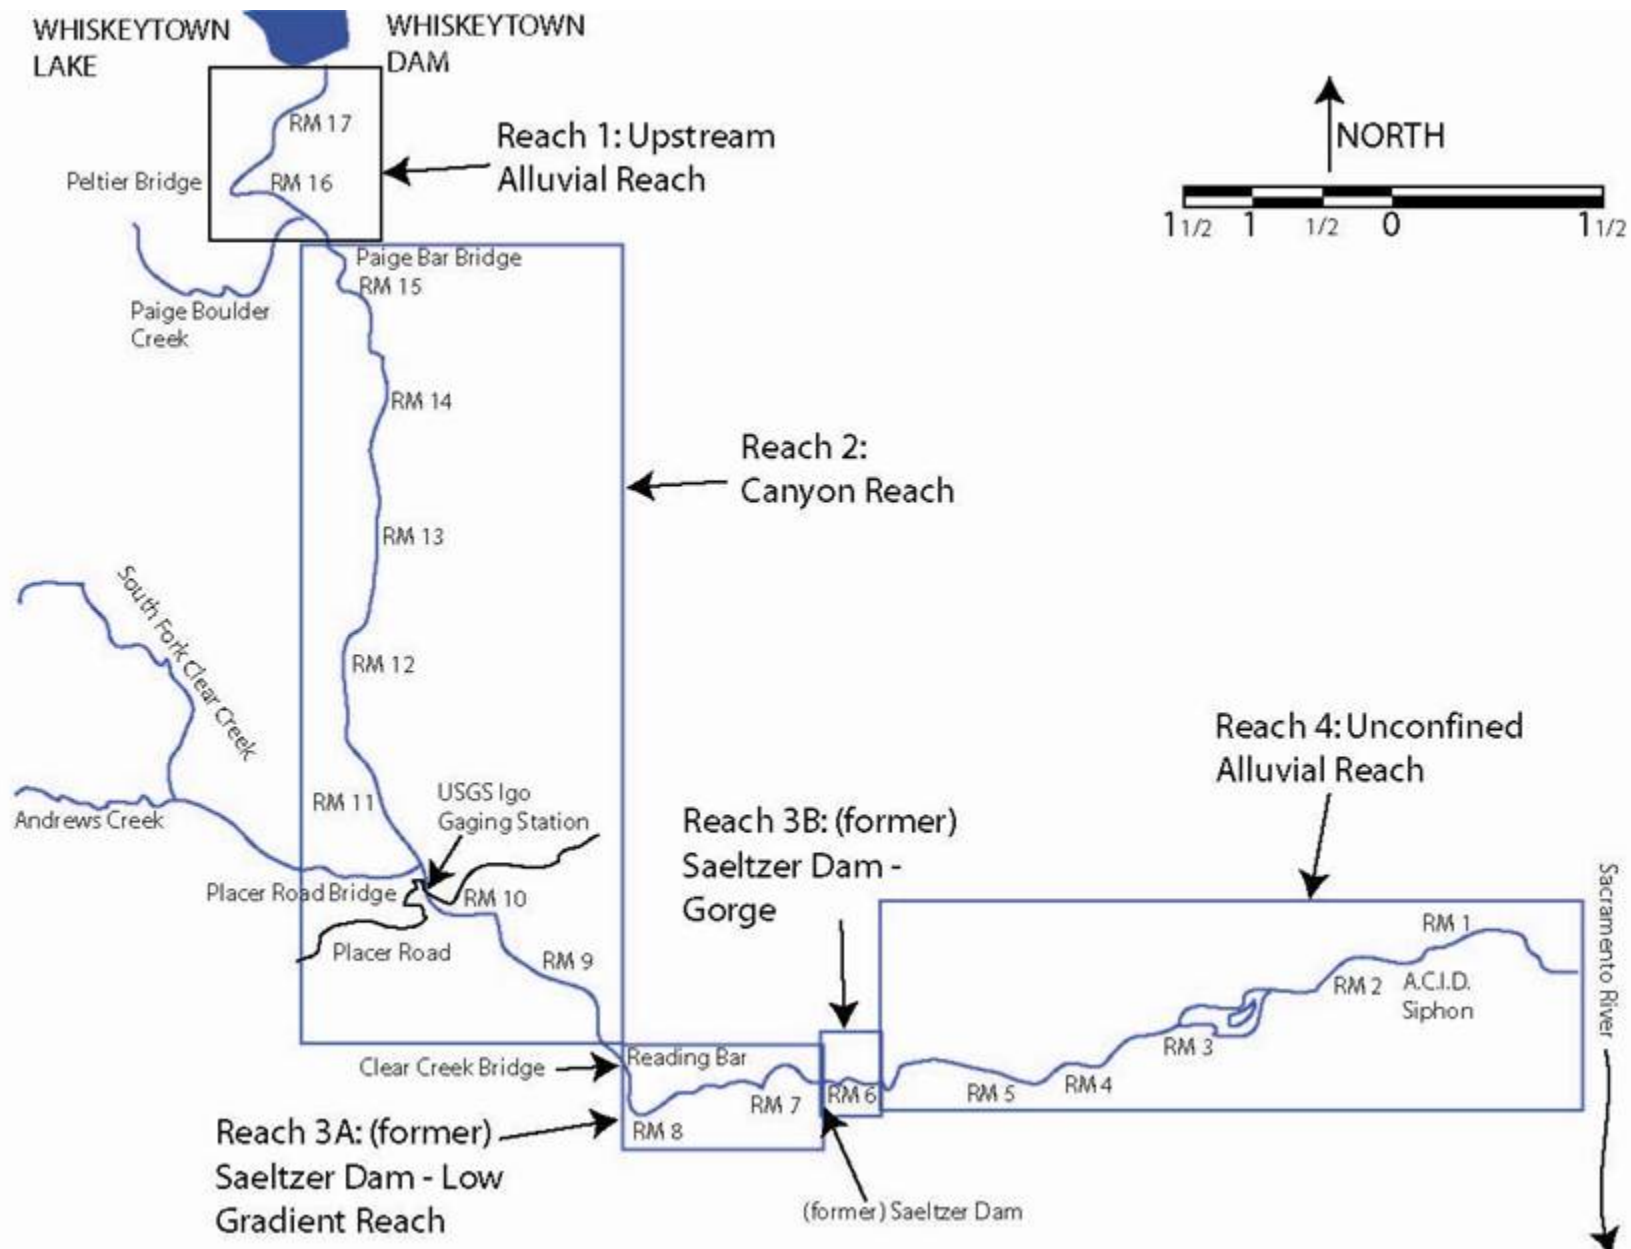 WHISKEYTOWN
LAKE
WHISKEYTOWN
DAM
RM 17
Reach 1: Upstream
Alluvial Reach
NORTH
Peltier Bridge
RM 16
1 1/2 1 1/2 0 1 1/2
Paige Bar Bridge
RM 15
Paige Boulder
Creek
RM 14
Reach 2:
Canyon Reach
RM 13
South Fork Clear Creek
RM 12
Reach 4: Unconfined
Alluvial Reach
RM 11
USGS Igo
Gaging Station
Andrews Creek
Reach 3B: (former)
Saeltzer Dam -
Gorge
Placer Road Bridge
RM 10
Placer Road
RM 9
Sacramento River
RM 1
RM 2
A.C.I.D.
Siphon
RM 3
Clear Creek Bridge
Reading Bar
RM 4
RM 5
RM 6
RM 7
RM 8
Reach 3A: (former)
Saeltzer Dam - Low
Gradient Reach
(former) Saeltzer Dam